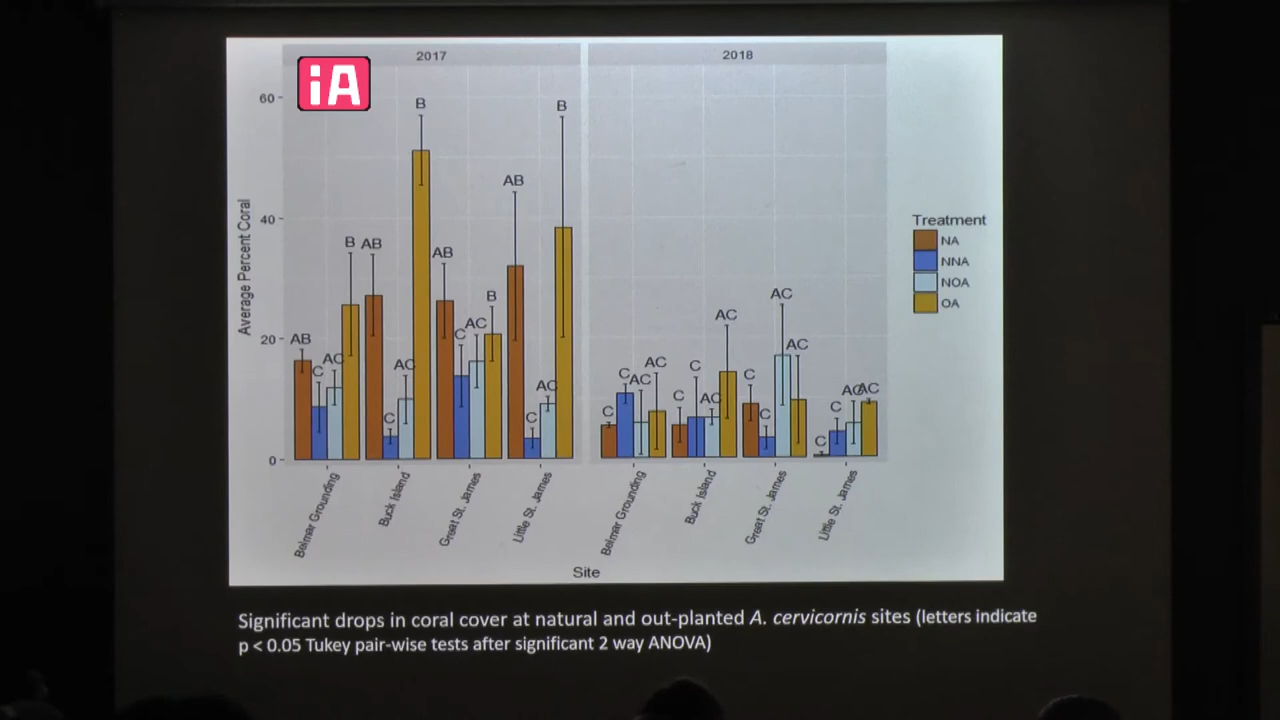 2017
2018
iA
60
40
20
0
Average Percent Coral
B
B
AB
B
AB
AB
B
AB
C
AC
C
AC
C
AC
C
AC
C
C
AC
AC
C
C
AC
AC
C
C
AC
AC
C
C
AC
AC
Treatment
NA
NNA
NOA
OA
Belmar Grounding
Buck Island
Great St. James
Little St. James
Belmar Grounding
Buck Island
Great St. James
Little St. James
Site
Significant drops in coral cover at natural and out-planted A. cervicornis sites (letters indicate
p < 0.05 Tukey pair-wise tests after significant 2 way ANOVA)